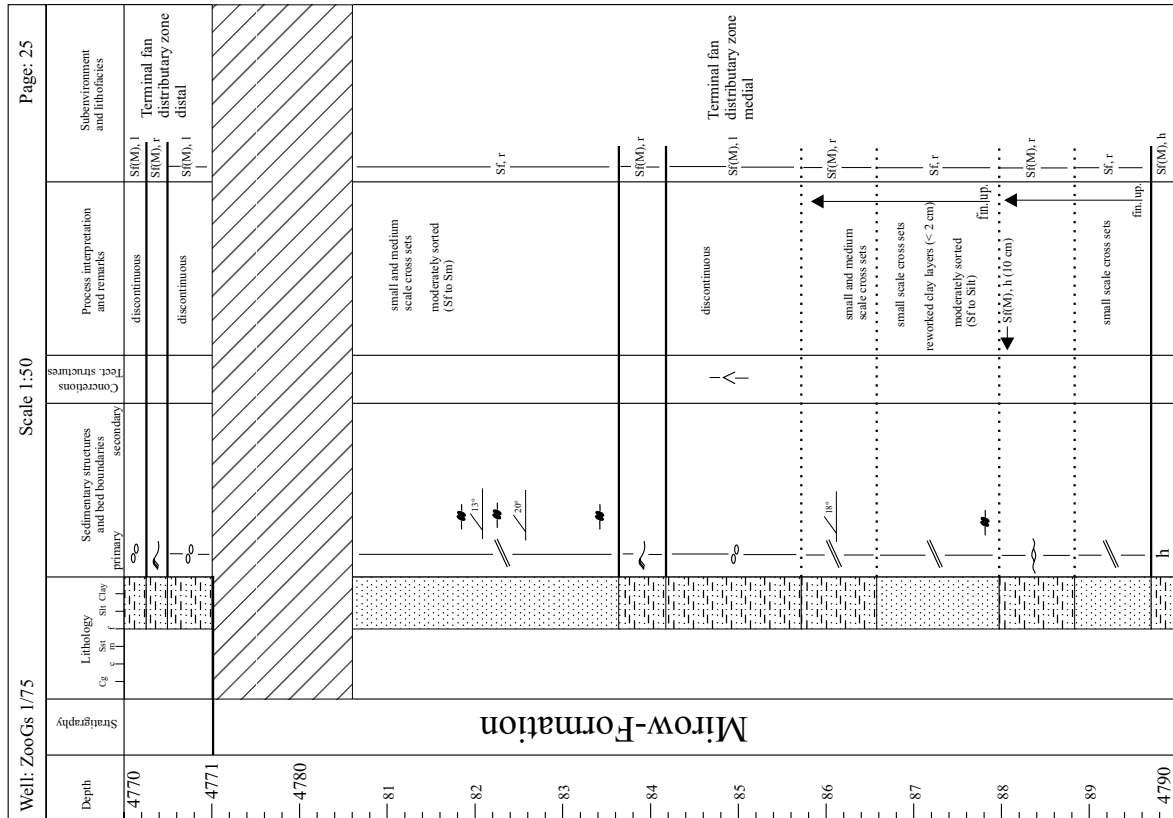 Well: ZooGs 1/75
Scale 1:50
Page: 25
Depth
Stratigraphy
Lithology
Cg
c
m
Sst
f
Slt
Clay
Sedimentary structures
and bed boundaries
primary
secondary
Concretions
Tect. structures
Process interpretation
and remarks
Subenvironment
and lithofacies
4770
discontinuous
Sf(M), l
Sf(M), r
discontinuous
Sf(M), l
Terminal fan
distributary zone
distal
4771
4780
Mirow-Formation
81
82
83
84
85
86
87
88
89
4790
13°
20°
small and medium
scale cross sets
moderately sorted
(Sf to Sm)
Sf, r
Sf(M), r
discontinuous
Sf(M), l
Terminal fan
distributary zone
medial
18°
small and medium
scale cross sets
Sf(M), r
small scale cross sets
reworked clay layers (< 2 cm)
moderately sorted
(Sf to Slh)
fin. up.
Sf, r
Sf(M), h (10 cm)
Sf(M), r
small scale cross sets
fin. up.
Sf, r
h
Sf(M), h